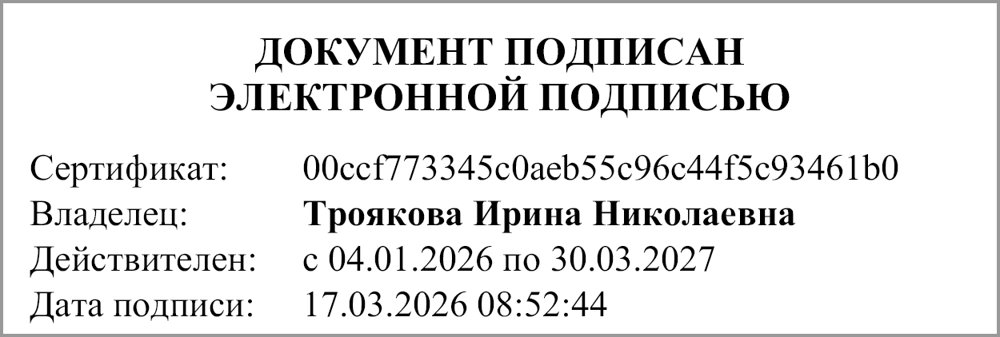 ДОКУМЕНТ ПОДПИСАН
ЭЛЕКТРОННОЙ ПОДПИСЬЮ
Сертификат: 00ccf773345c0aeb55c96c44f5c93461b0
Владелец: Троякова Ирина Николаевна
Действителен: с 04.01.2026 по 30.03.2027
Дата подписи: 17.03.2026 08:52:44